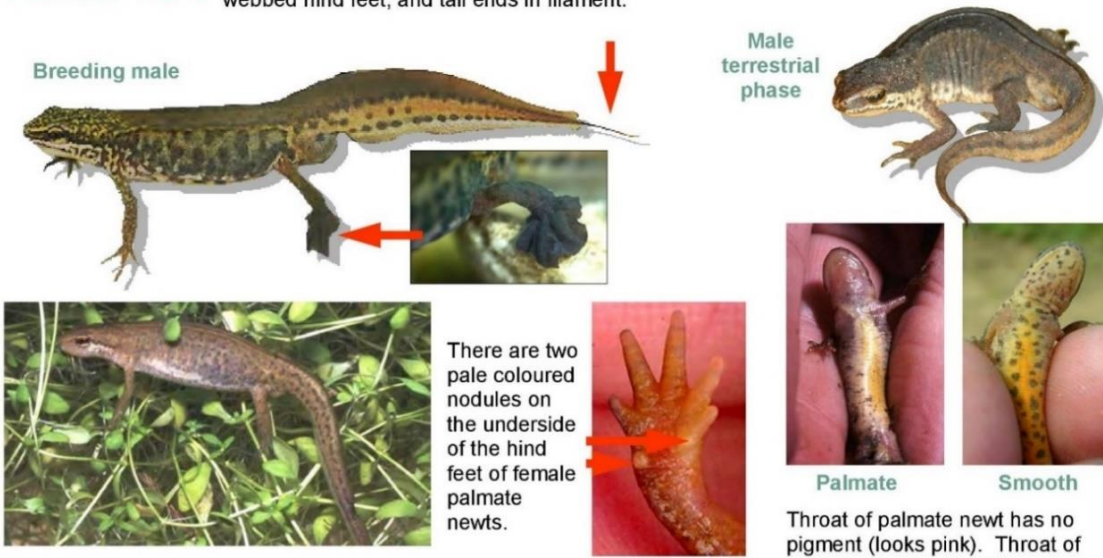 webbed hind feet, and tail ends in filament.
Breeding male
Male
terrestrial
phase
There are two
pale coloured
nodules on
the underside
of the hind
feet of female
palmate
newts.
Palmate
Smooth
Throat of palmate newt has no
pigment (looks pink). Throat of